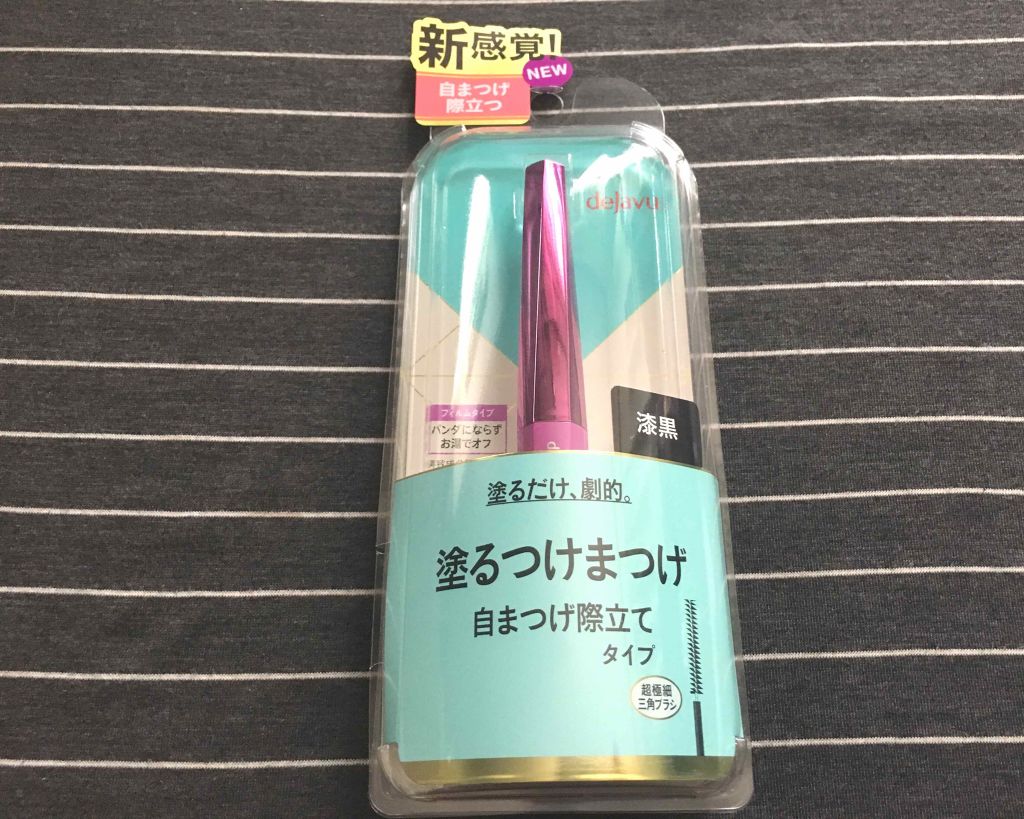 新感覚!
NEW
自まつげ
際立つ
dejavu
フィルムタイプ
パンダにならず
お湯でオフ
漆黒
塗るだけ、劇的。
塗るつけまつげ
自まつげ際立て
タイプ
超極細
三角ブラシ